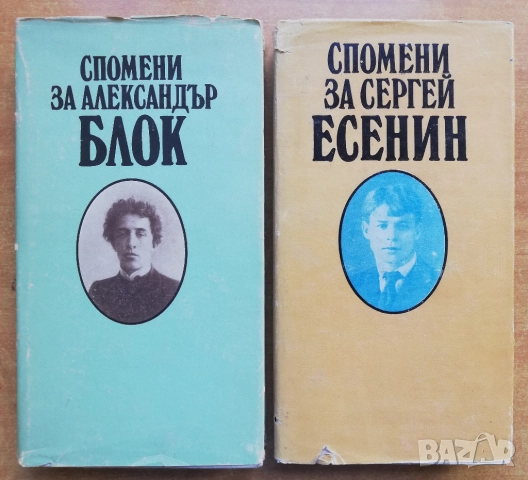 СПОМЕНИ
ЗА АЛЕКСАНДЪР
БЛОК
СПОМЕНИ
ЗА СЕРГЕЙ
ЕСЕНИН
BAZAR